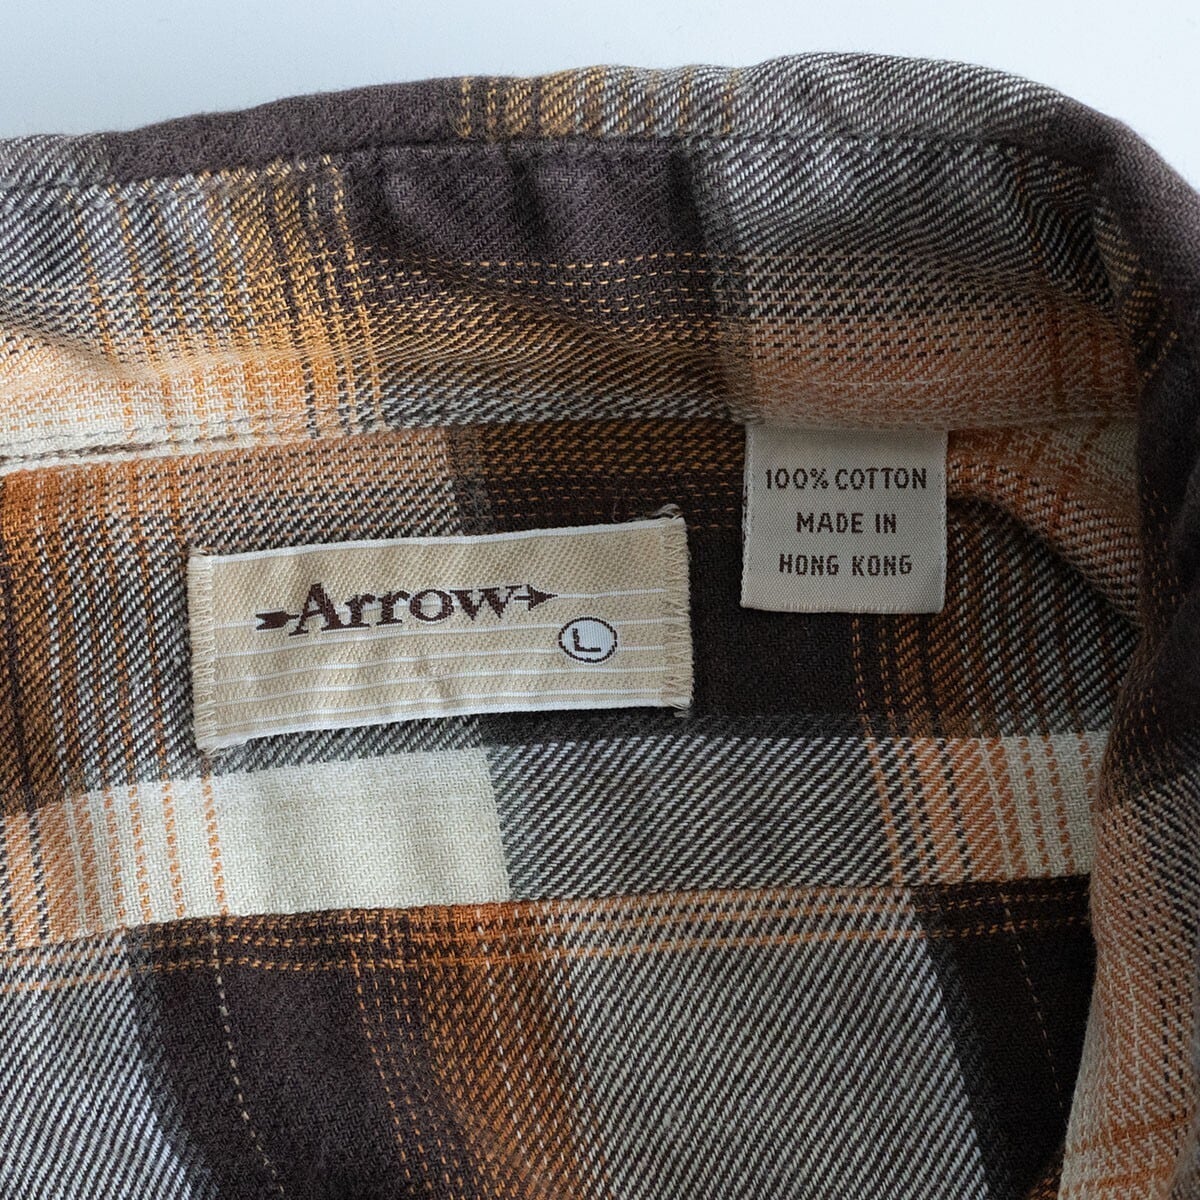 Arrow
L
100% COTTON
MADE IN
HONG KONG